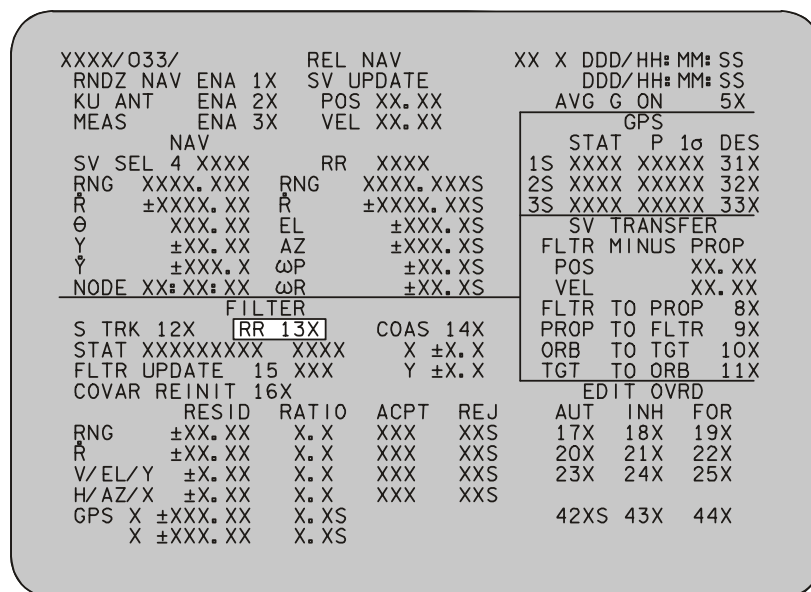 XXXX/033/ REL NAV XX X DDD/HH:MM:SS
RNDZ NAV ENA 1X SV UPDATE DDD/HH:MM:SS
KU ANT ENA 2X POS XX.XX AVG G ON 5X
MEAS ENA 3X VEL XX.XX GPS
NAV STAT P 1σ DES
SV SEL 4 XXXX RR XXXX 1S XXXX XXXXX 31X
RNG XXXX.XXX RNG XXXX.XXXS 2S XXXX XXXXX 32X
Ṙ ±XXXX.XX Ṙ ±XXXX.XXS 3S XXXX XXXXX 33X
θ XXX.XX EL ±XXX.XS SV TRANSFER
Y ±XX.XX AZ ±XXX.XS FLTR MINUS PROP
Ẏ ±XXX.X ωP ±XX.XS POS XX.XX
NODE XX:XX:XX ωR ±XX.XS VEL XX.XX
FILTER FLTR TO PROP 8X
S TRK 12X RR 13X COAS 14X PROP TO FLTR 9X
STAT XXXXXXXXX XXXX X ±X.X ORB TO TGT 10X
FLTR UPDATE 15 XXX Y ±X.X TGT TO ORB 11X
COVAR REINIT 16X EDIT OVRD
RESID RATIO ACPT REJ AUT INH FOR
RNG ±XX.XX X.X XXX XXS 17X 18X 19X
Ṙ ±XX.XX X.X XXX XXS 20X 21X 22X
V/EL/Y ±X.XX X.X XXX XXS 23X 24X 25X
H/AZ/X ±X.XX X.X XXX XXS
GPS X ±XXX.XX X.XS 42XS 43X 44X
X ±XXX.XX X.XS